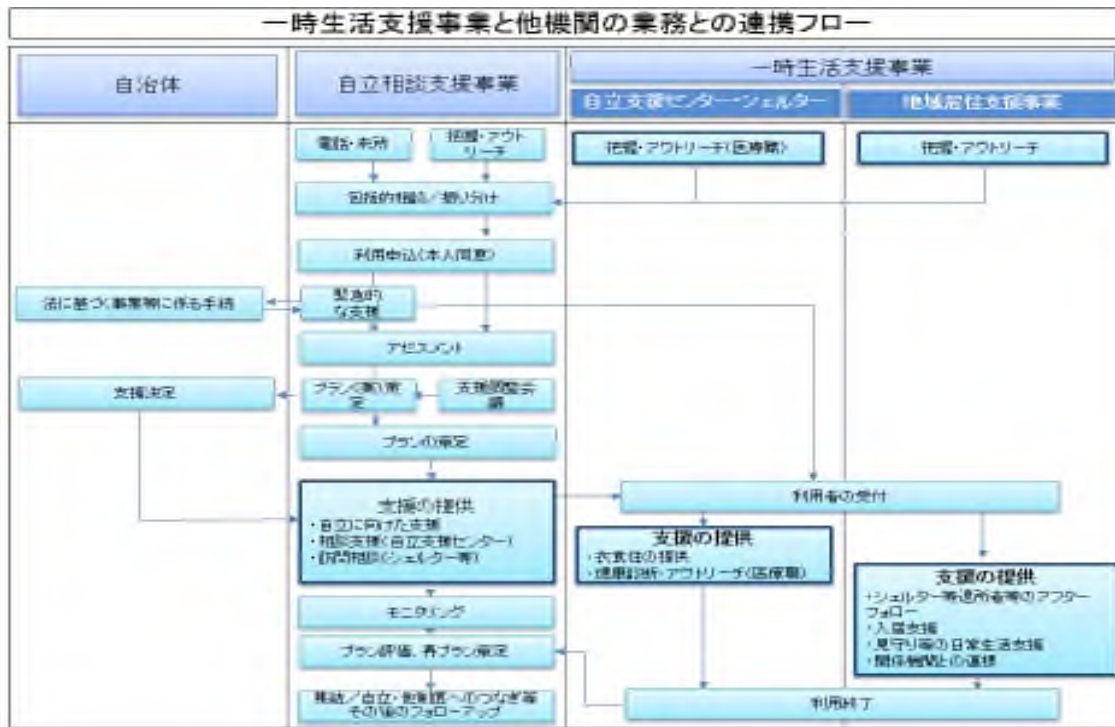 一時生活支援事業と他機関の業務との連携フロー
自治体
自立相談支援事業
一時生活支援事業
自立支援センター・シェルター
地域居住支援事業
電話・来所
把握・アウト
リーチ
把握・アウトリーチ(医療職)
把握・アウトリーチ
包括的相談/振り分け
利用申込(本人同意)
法に基づく事業等に係る手続
緊急的
な支援
アセスメント
支援決定
プラン(案)策
定
支援調整会
議
プランの策定
利用者の受付
支援の提供
・自立に向けた支援
・相談支援(自立支援センター)
・訪問相談(シェルター等)
支援の提供
・衣食住の提供
・健康診断・アウトリーチ(医療職)
支援の提供
・シェルター等退所者等のアフター
フォロー
・入居支援
・見守り等の日常生活支援
・関係機関との連携
モニタリング
プラン評価、再プラン策定
利用終了
終結/自立・他制度へのつなぎ等
その後のフォローアップ